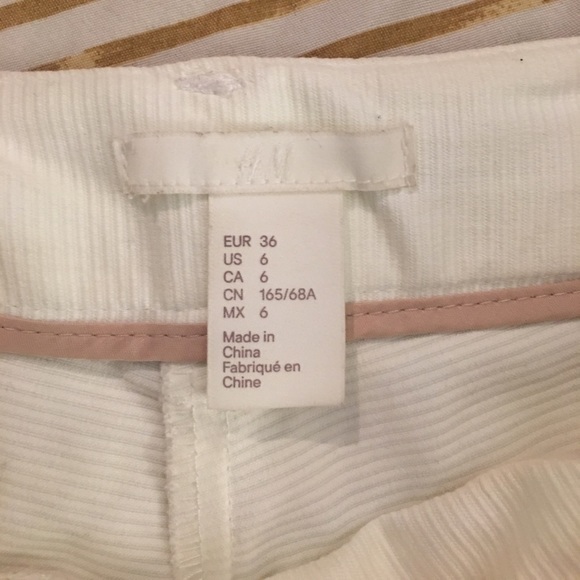 EUR 36
US 6
CA 6
CN 165/68A
MX 6
Made in
China
Fabriqué en
Chine